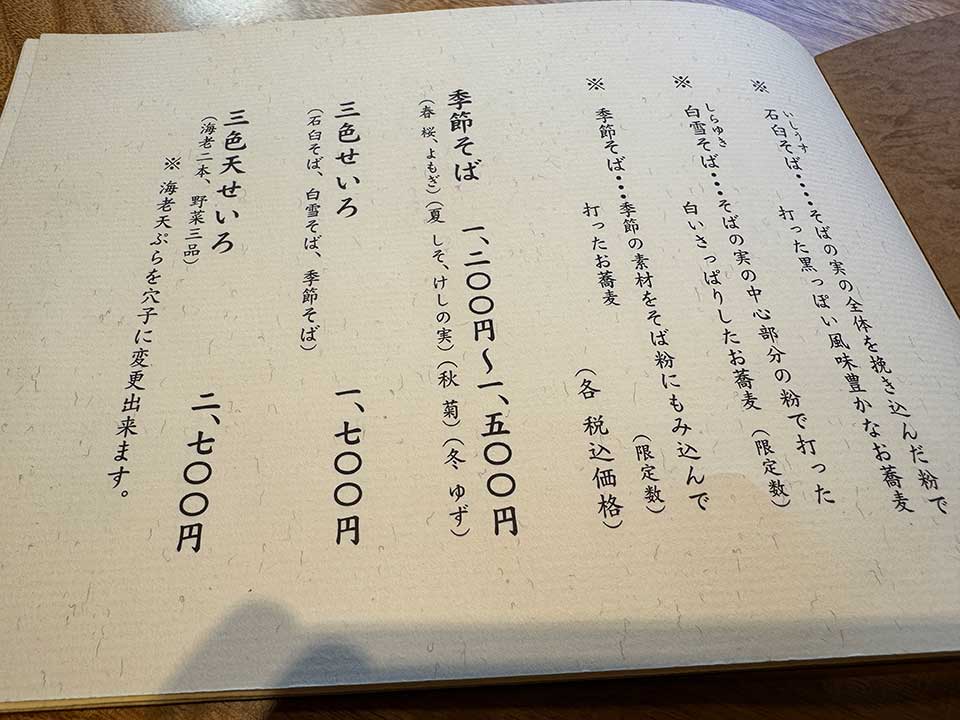 ※ 石臼そば・・・・そばの実の全体を挽き込んだ粉で
いしうす
打った黒っぽい風味豊かなお蕎麦
※ 白雪そば・・・そばの実の中心部分の粉で打った
しらゆき
白いさっぱりしたお蕎麦 (限定数)
※ 季節そば・・・季節の素材をそば粉にもみ込んで
打ったお蕎麦 (限定数)
(各 税込価格)
季節そば 一、二〇〇円〜一、五〇〇円
(春 桜、よもぎ)(夏 しそ、けしの実)(秋 菊)(冬 ゆず)
三色せいろ 一、七〇〇円
(石臼そば、白雪そば、季節そば)
三色天せいろ 二、七〇〇円
(海老二本、野菜三品)
※ 海老天ぷらを穴子に変更出来ます。